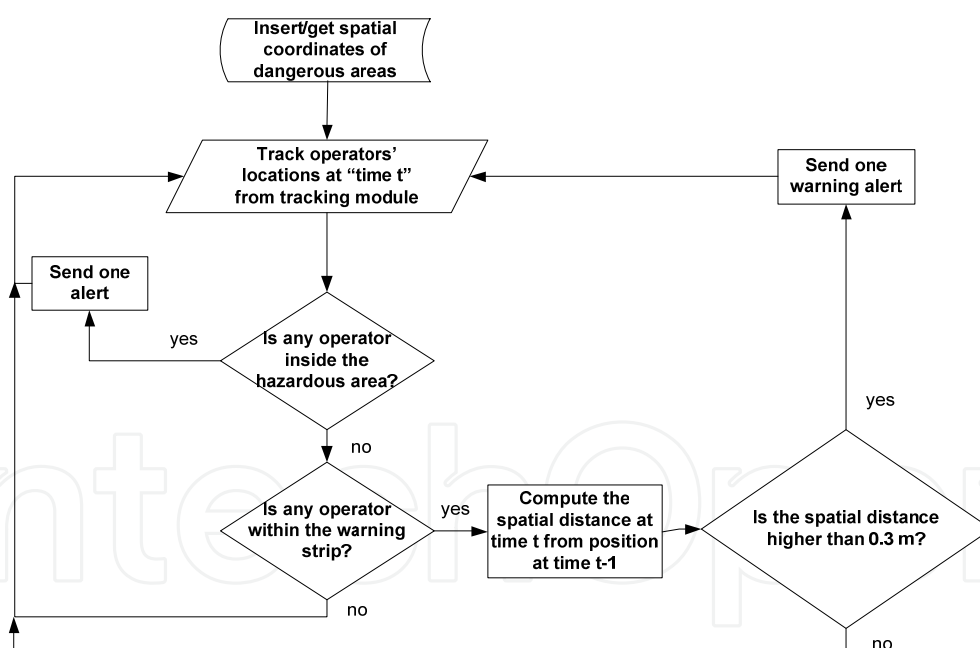 Insert/get spatial
coordinates of
dangerous areas
Track operators’
locations at “time t”
from tracking module
Send one
warning alert
Send one
alert
yes
Is any operator
inside the
hazardous area?
yes
no
Is any operator
within the warning
strip?
yes
Compute the
spatial distance at
time t from position
at time t-1
Is the spatial distance
higher than 0.3 m?
no
no